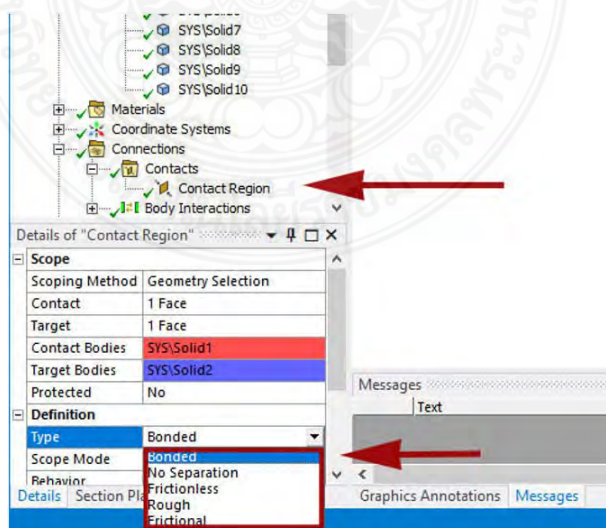 SYS\Solid7
SYS\Solid8
SYS\Solid9
SYS\Solid10
Materials
Coordinate Systems
Connections
Contacts
Contact Region
Body Interactions
Details of "Contact Region"
Scope
Scoping Method Geometry Selection
Contact 1 Face
Target 1 Face
Contact Bodies SYS\Solid1
Target Bodies SYS\Solid2
Protected No
Definition
Type Bonded
Scope Mode Bonded
Behavior No Separation
Frictionless
Rough
Frictional
Details Section
Messages
Text
Graphics Annotations Messages